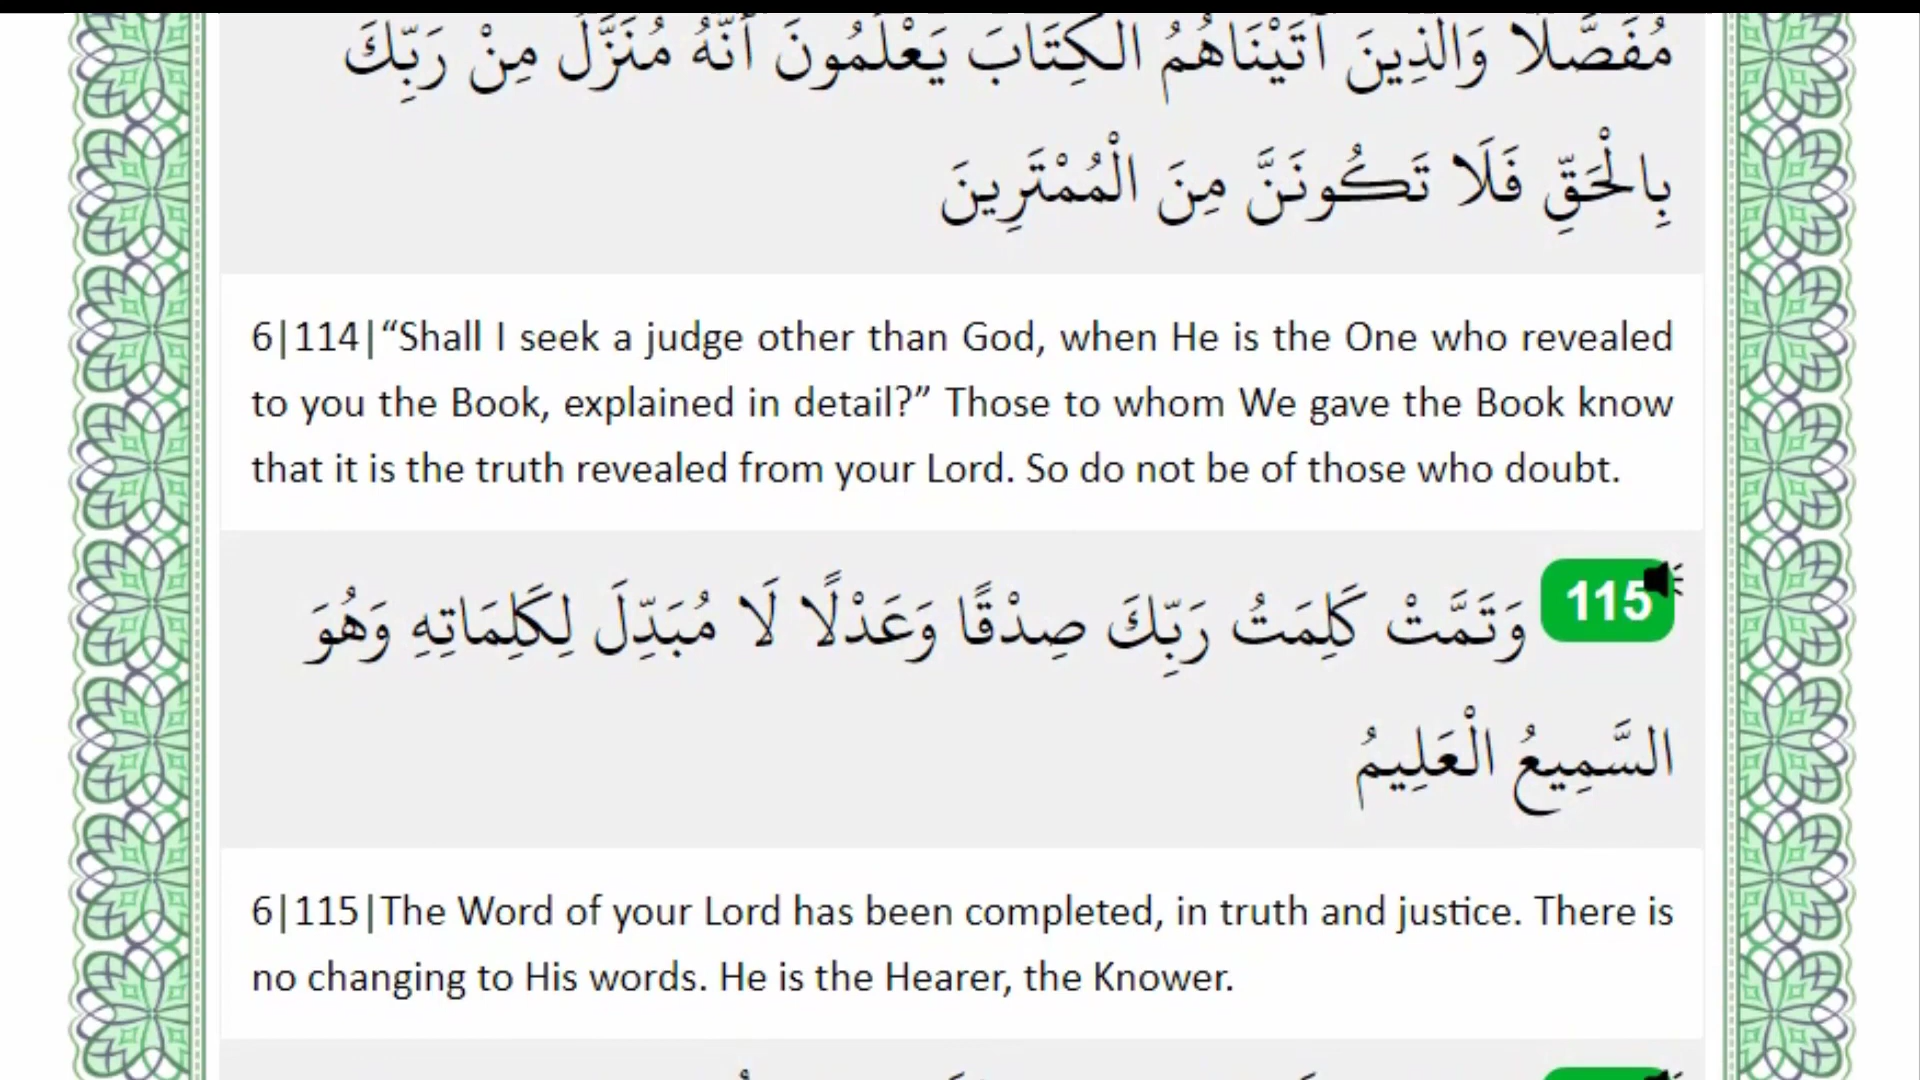 مُفَصَّلًا وَالَّذِينَ آتَيْنَاهُمُ الْكِتَابَ يَعْلَمُونَ أَنَّهُ مُنَزَّلٌ مِنْ رَبِّكَ
بِالْحَقِّ فَلَا تَكُونَنَّ مِنَ الْمُمْتَرِينَ
6|114|“Shall I seek a judge other than God, when He is the One who revealed
to you the Book, explained in detail?” Those to whom We gave the Book know
that it is the truth revealed from your Lord. So do not be of those who doubt.
115 وَتَمَّتْ كَلِمَتُ رَبِّكَ صِدْقًا وَعَدْلًا لَا مُبَدِّلَ لِكَلِمَاتِهِ وَهُوَ
السَّمِيعُ الْعَلِيمُ
6|115|The Word of your Lord has been completed, in truth and justice. There is
no changing to His words. He is the Hearer, the Knower.